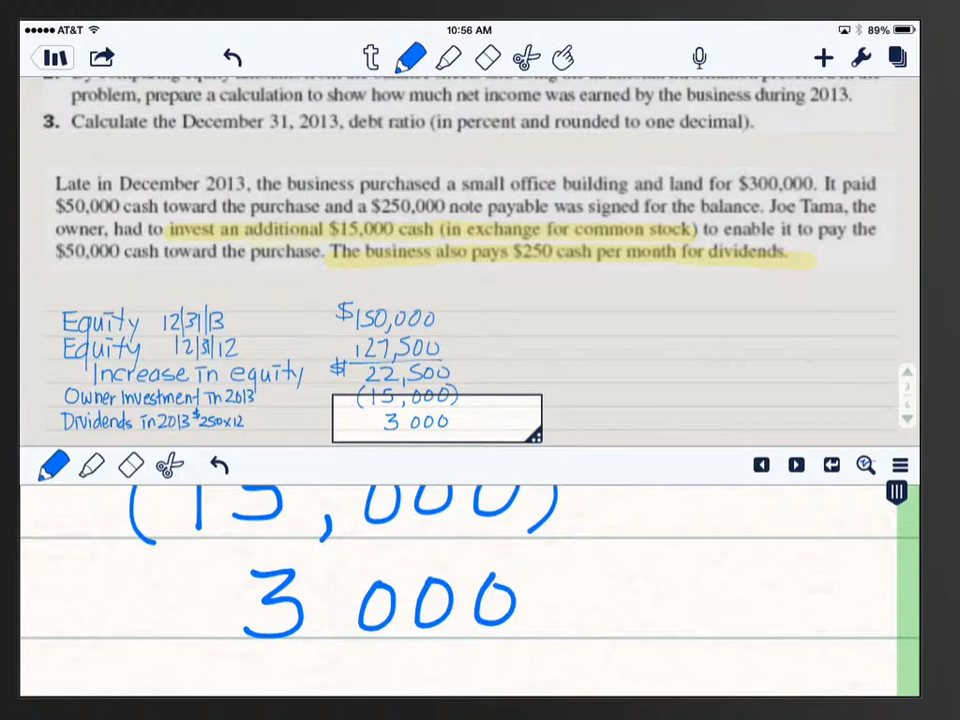 AT&T 10:56 AM 89%
t
problem, prepare a calculation to show how much net income was earned by the business during 2013.
3. Calculate the December 31, 2013, debt ratio (in percent and rounded to one decimal).
Late in December 2013, the business purchased a small office building and land for $300,000. It paid
$50,000 cash toward the purchase and a $250,000 note payable was signed for the balance. Joe Tama, the
owner, had to invest an additional $15,000 cash (in exchange for common stock) to enable it to pay the
$50,000 cash toward the purchase. The business also pays $250 cash per month for dividends.
Equity 12|31|13 $150,000
Equity 12|31|12 127,500
Increase in equity $ 22,500
Owner Investment in 2013 (15,000)
Dividends in 2013 $250x12 3 000
3
6
(15,000)
3 000